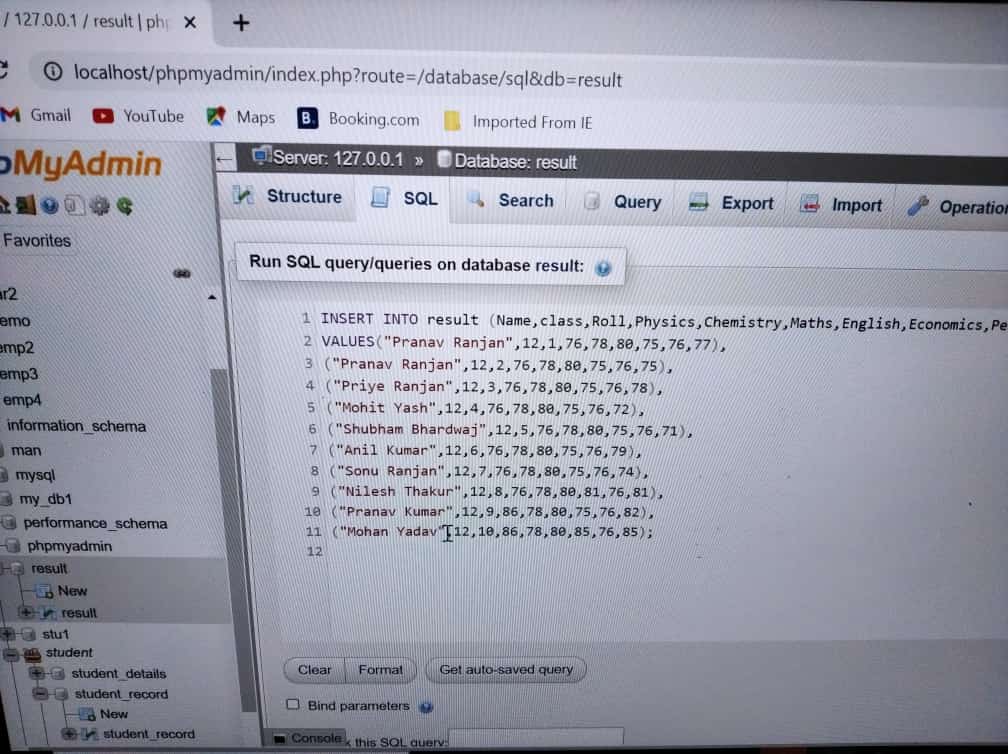 / 127.0.0.1 / result | php
localhost/phpmyadmin/index.php?route=/database/sql&db=result
Gmail YouTube Maps B. Booking.com Imported From IE
MyAdmin
Server: 127.0.0.1 » Database: result
Structure SQL Search Query Export Import Operatio
Favorites
Run SQL query/queries on database result:
ar2
emo
emp2
emp3
emp4
information_schema
man
mysql
my_db1
performance_schema
phpmyadmin
result
New
result
stu1
student
student_details
student_record
New
student_record
1 INSERT INTO result (Name,class,Roll,Physics,Chemistry,Maths,English,Economics,Pe
2 VALUES("Pranav Ranjan",12,1,76,78,80,75,76,77),
3 ("Pranav Ranjan",12,2,76,78,80,75,76,75),
4 ("Priye Ranjan",12,3,76,78,80,75,76,78),
5 ("Mohit Yash",12,4,76,78,80,75,76,72),
6 ("Shubham Bhardwaj",12,5,76,78,80,75,76,71),
7 ("Anil Kumar",12,6,76,78,80,75,76,79),
8 ("Sonu Ranjan",12,7,76,78,80,75,76,74),
9 ("Nilesh Thakur",12,8,76,78,80,81,76,81),
10 ("Pranav Kumar",12,9,86,78,80,75,76,82),
11 ("Mohan Yadav",12,10,86,78,80,85,76,85);
12
Clear Format Get auto-saved query
Bind parameters
Console k this SQL query: